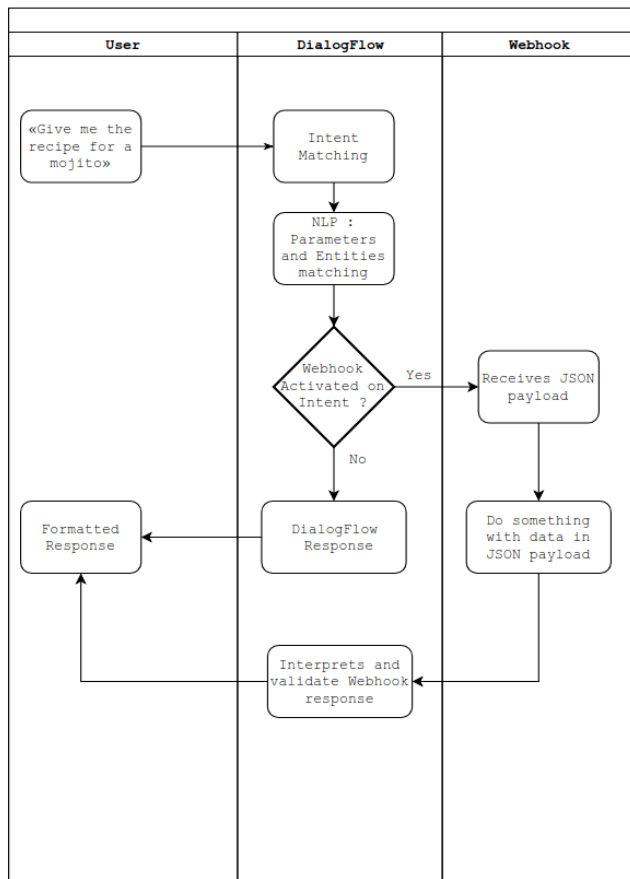 User
DialogFlow
Webhook
«Give me the
recipe for a
mojito»
Intent
Matching
NLP :
Parameters
and Entities
matching
Webhook
Activated on
Intent ?
Yes
Receives JSON
payload
No
Formatted
Response
DialogFlow
Response
Do something
with data in
JSON payload
Interprets and
validate Webhook
response